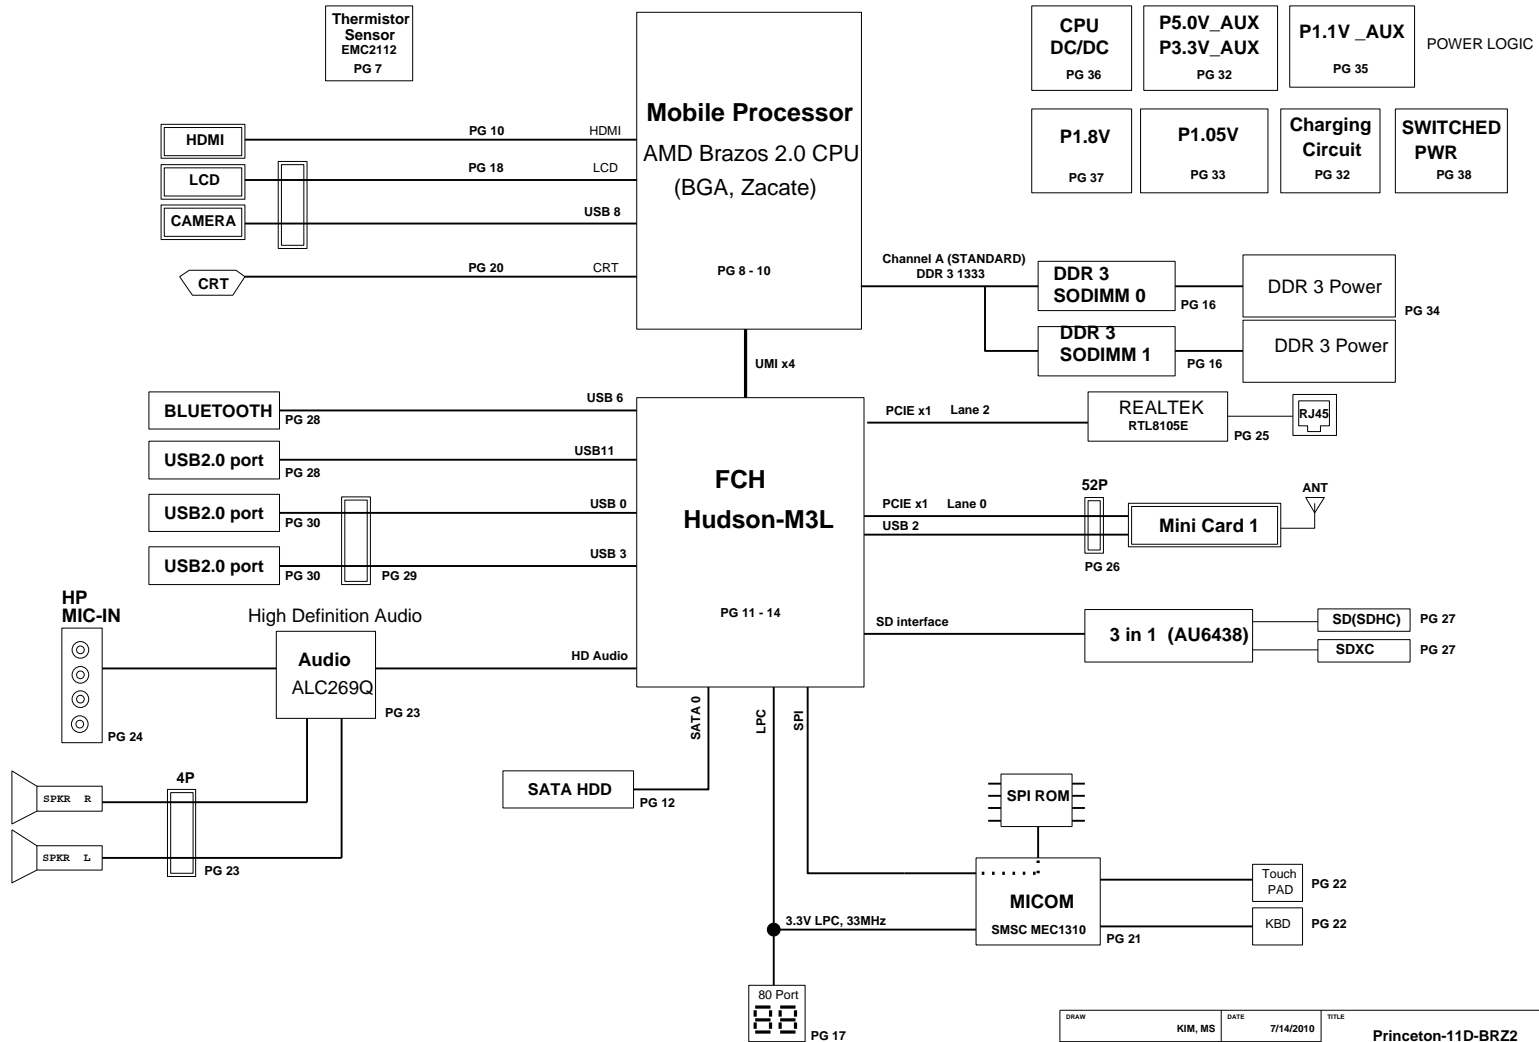 Thermistor
Sensor
EMC2112
PG 7
CPU
DC/DC
PG 36
P5.0V_AUX
P3.3V_AUX
PG 32
P1.1V _AUX
PG 35
POWER LOGIC
P1.8V
PG 37
P1.05V
PG 33
Charging
Circuit
PG 32
SWITCHED
PWR
PG 38
Mobile Processor
AMD Brazos 2.0 CPU
(BGA, Zacate)
PG 8 - 10
HDMI
PG 10
HDMI
LCD
PG 18
LCD
CAMERA
USB 8
CRT
PG 20
CRT
Channel A (STANDARD)
DDR 3 1333
DDR 3
SODIMM 0
PG 16
DDR 3 Power
PG 34
DDR 3
SODIMM 1
PG 16
DDR 3 Power
UMI x4
BLUETOOTH
PG 28
USB 6
USB2.0 port
PG 28
USB11
USB2.0 port
PG 30
USB 0
USB2.0 port
PG 30
PG 29
USB 3
FCH
Hudson-M3L
PG 11 - 14
PCIE x1 Lane 2
REALTEK
RTL8105E
PG 25
RJ45
PCIE x1 Lane 0
USB 2
52P
PG 26
Mini Card 1
ANT
SD interface
3 in 1 (AU6438)
SD(SDHC)
PG 27
SDXC
PG 27
HP
MIC-IN
PG 24
High Definition Audio
Audio
ALC269Q
PG 23
HD Audio
4P
SPKR R
SPKR L
PG 23
SATA 0
LPC
SPI
SATA HDD
PG 12
SPI ROM
MICOM
SMSC MEC1310
PG 21
Touch
PAD
PG 22
KBD
PG 22
3.3V LPC, 33MHz
80 Port
88
PG 17
DRAW
KIM, MS
DATE
7/14/2010
TITLE
Princeton-11D-BRZ2